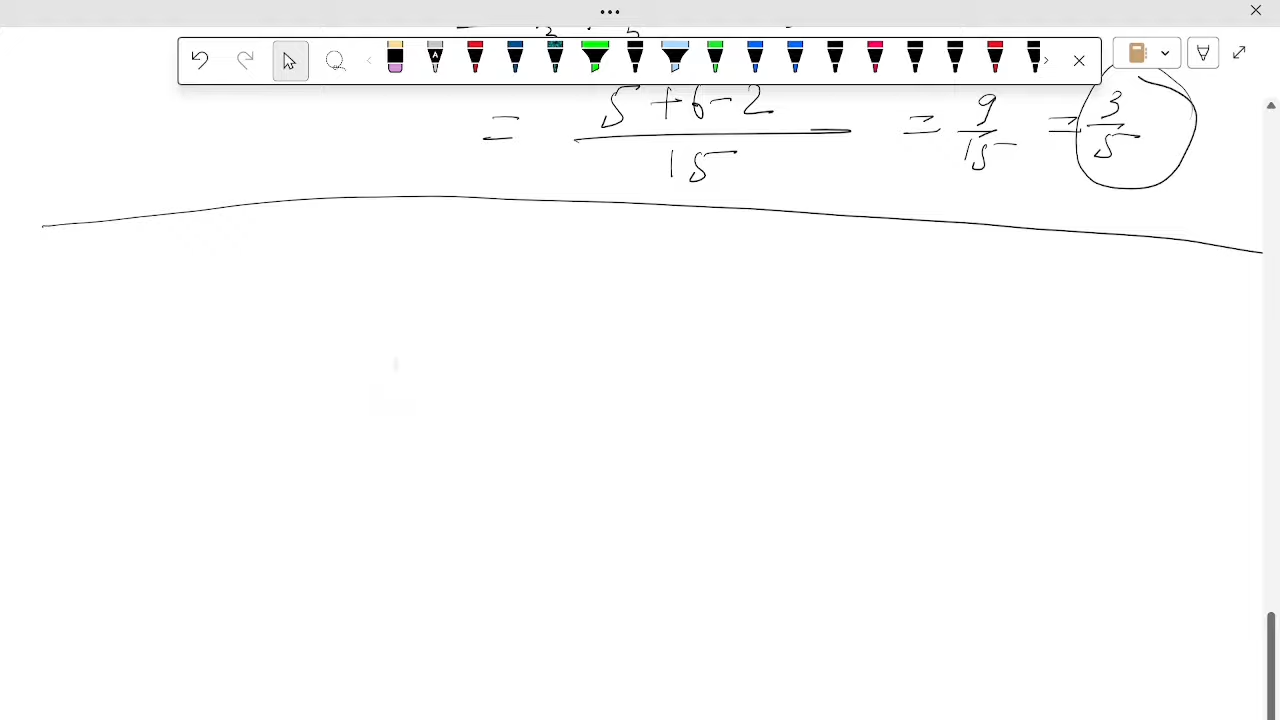 = 5+6-2 / 15 = 9/15 = 3/5